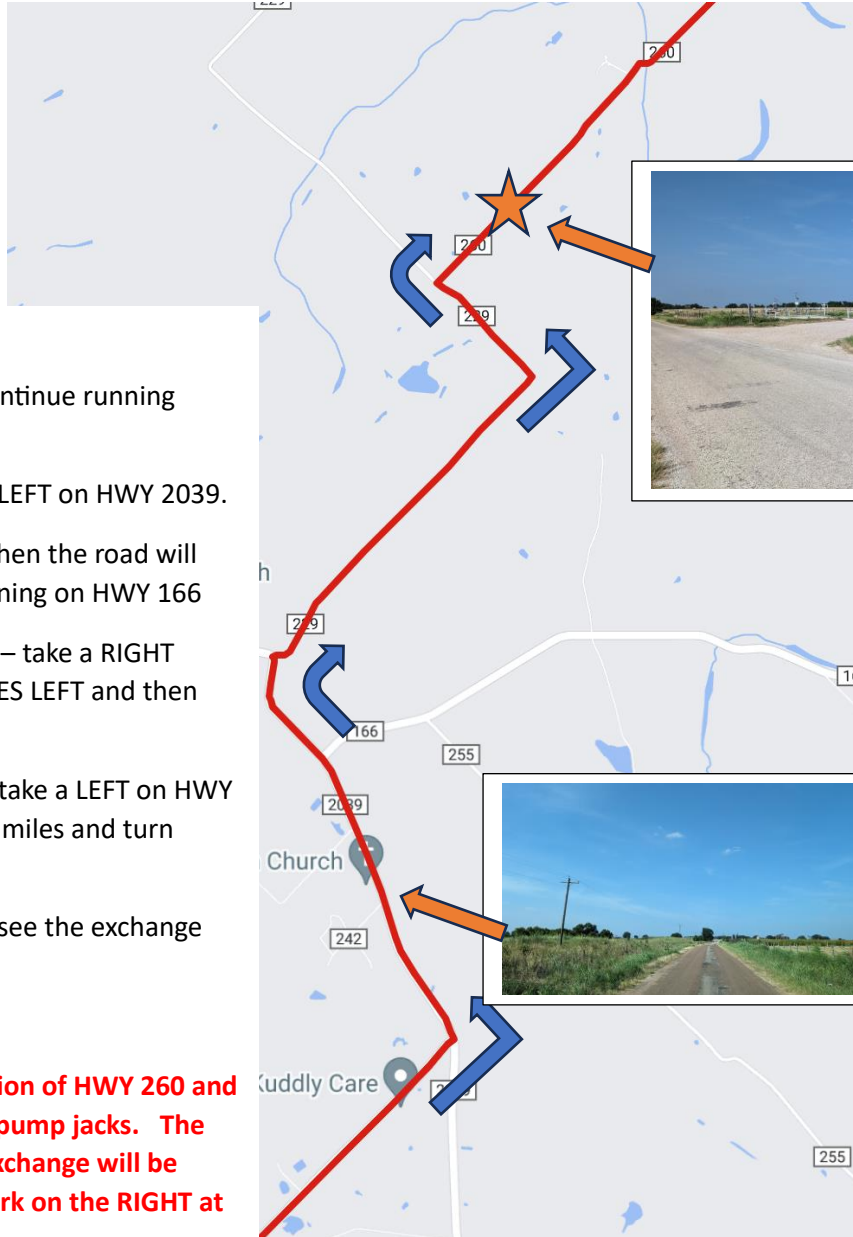 229
260
260
229
ntinue running
LEFT on HWY 2039.
hen the road will
ning on HWY 166
h
229
– take a RIGHT
ES LEFT and then
166
255
take a LEFT on HWY
miles and turn
2039
Church
see the exchange
242
tion of HWY 260 and
Kuddly Care
pump jacks. The
xchange will be
255
rk on the RIGHT at